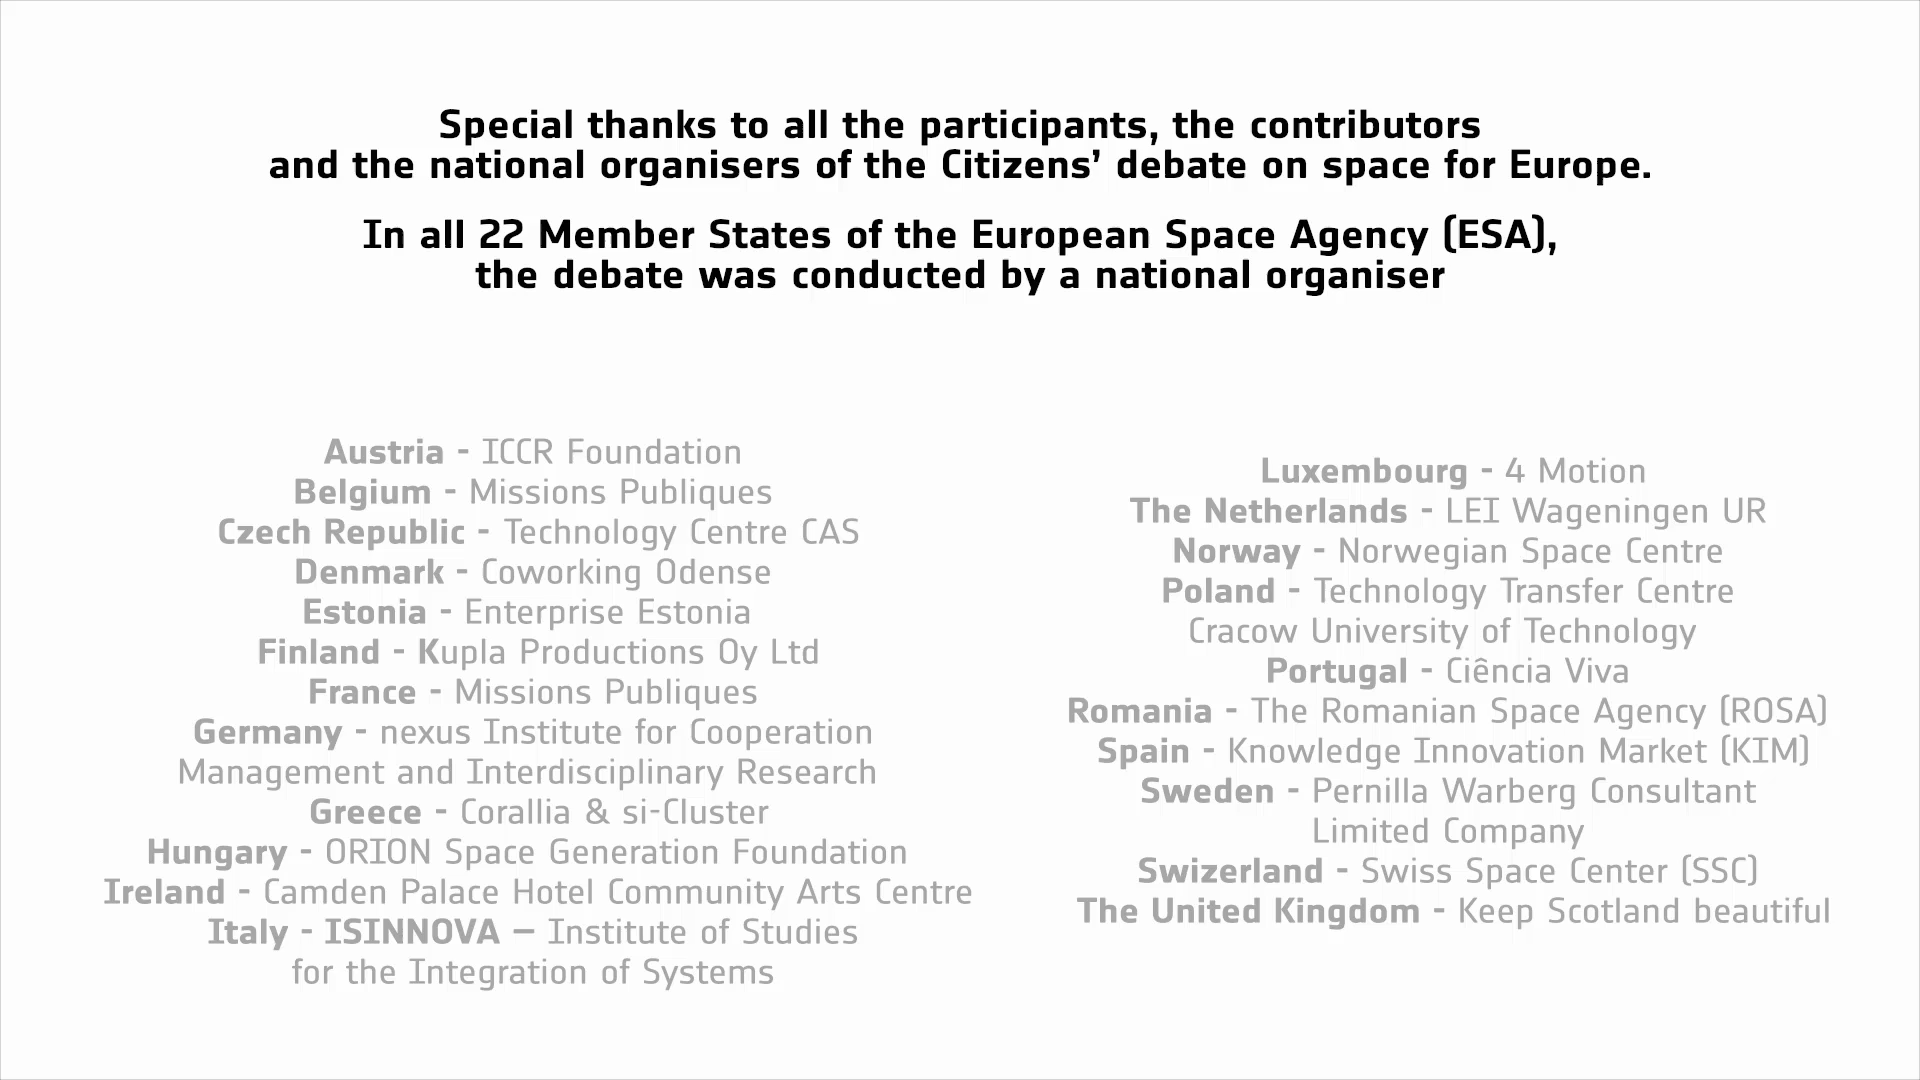 Special thanks to all the participants, the contributors
and the national organisers of the Citizens’ debate on space for Europe.
In all 22 Member States of the European Space Agency (ESA),
the debate was conducted by a national organiser
Austria - ICCR Foundation
Belgium - Missions Publiques
Czech Republic - Technology Centre CAS
Denmark - Coworking Odense
Estonia - Enterprise Estonia
Finland - Kupla Productions Oy Ltd
France - Missions Publiques
Germany - nexus Institute for Cooperation
Management and Interdisciplinary Research
Greece - Corallia & si-Cluster
Hungary - ORION Space Generation Foundation
Ireland - Camden Palace Hotel Community Arts Centre
Italy - ISINNOVA – Institute of Studies
for the Integration of Systems
Luxembourg - 4 Motion
The Netherlands - LEI Wageningen UR
Norway - Norwegian Space Centre
Poland - Technology Transfer Centre
Cracow University of Technology
Portugal - Ciência Viva
Romania - The Romanian Space Agency (ROSA)
Spain - Knowledge Innovation Market (KIM)
Sweden - Pernilla Warberg Consultant
Limited Company
Swizerland - Swiss Space Center (SSC)
The United Kingdom - Keep Scotland beautiful